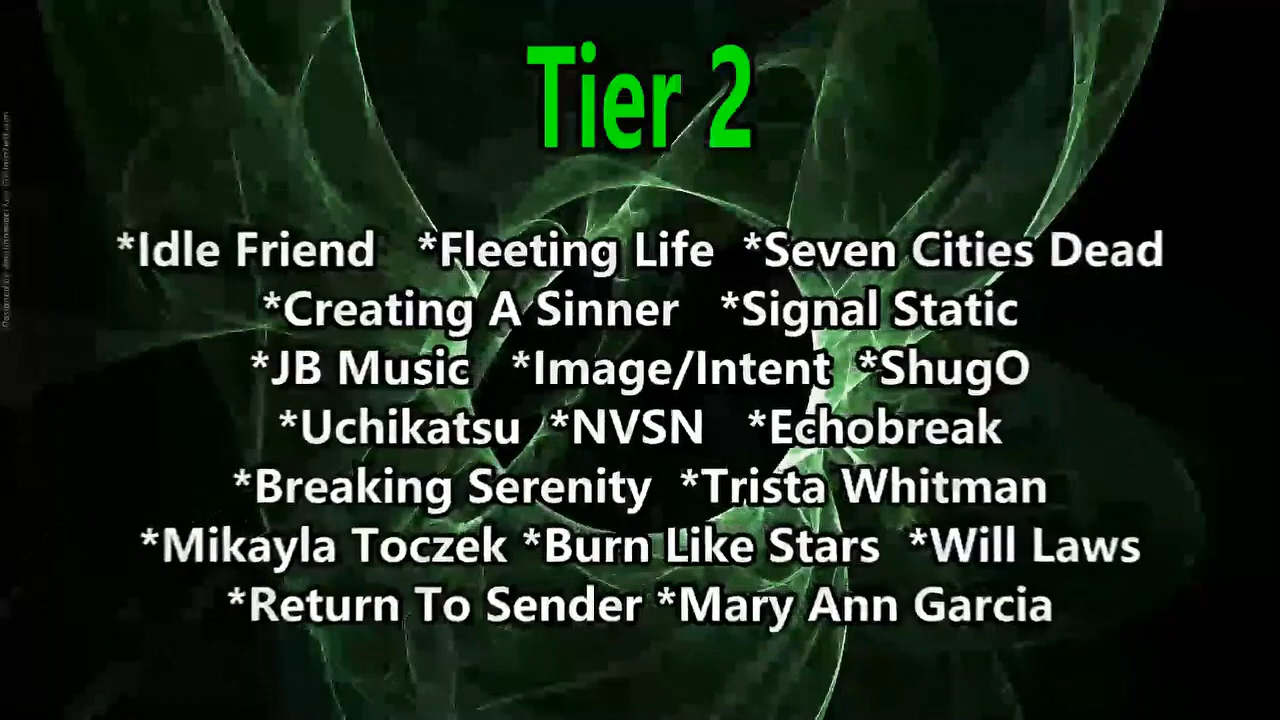 Tier 2
*Idle Friend *Fleeting Life *Seven Cities Dead
*Creating A Sinner *Signal Static
*JB Music *Image/Intent *ShugO
*Uchikatsu *NVSN *Echobreak
*Breaking Serenity *Trista Whitman
*Mikayla Toczek *Burn Like Stars *Will Laws
*Return To Sender *Mary Ann Garcia